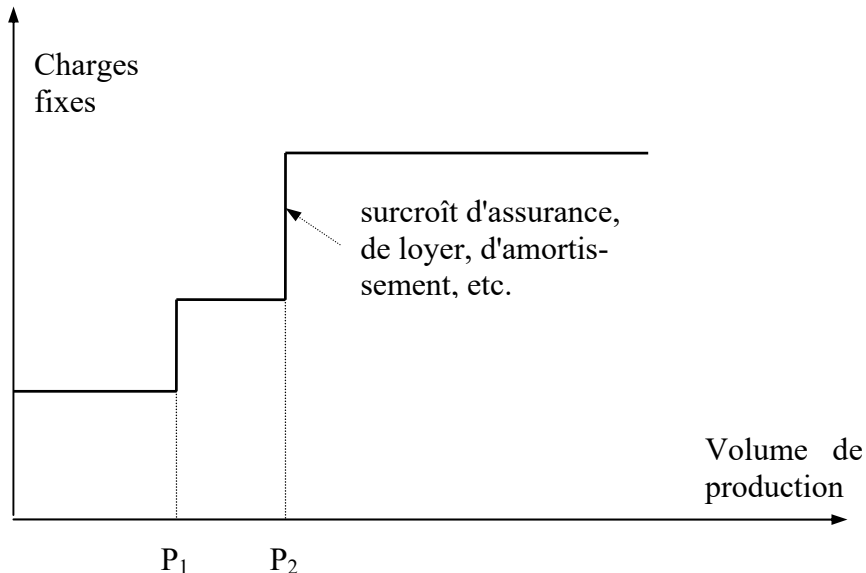 Charges
fixes
surcroît d'assurance,
de loyer, d'amortis-
sement, etc.
Volume de
production
P₁ P₂